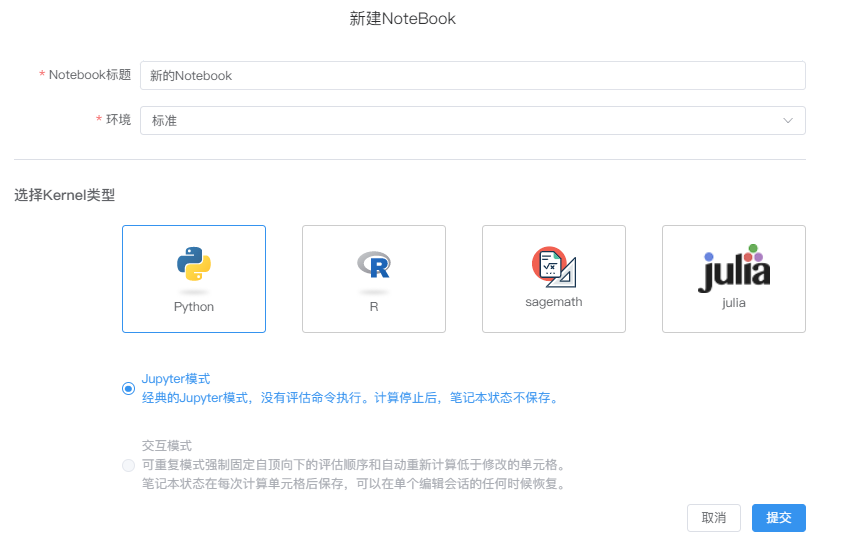 新建NoteBook
* Notebook标题 新的Notebook
* 环境 标准
选择Kernel类型
R
julia
Python
R
sagemath
julia
Jupyter模式
经典的Jupyter模式，没有评估命令执行。计算停止后，笔记本状态不保存。
交互模式
可重复模式强制固定自顶向下的评估顺序和自动重新计算低于修改的单元格。
笔记本状态在每次计算单元格后保存，可以在单个编辑会话的任何时候恢复。
取消 提交